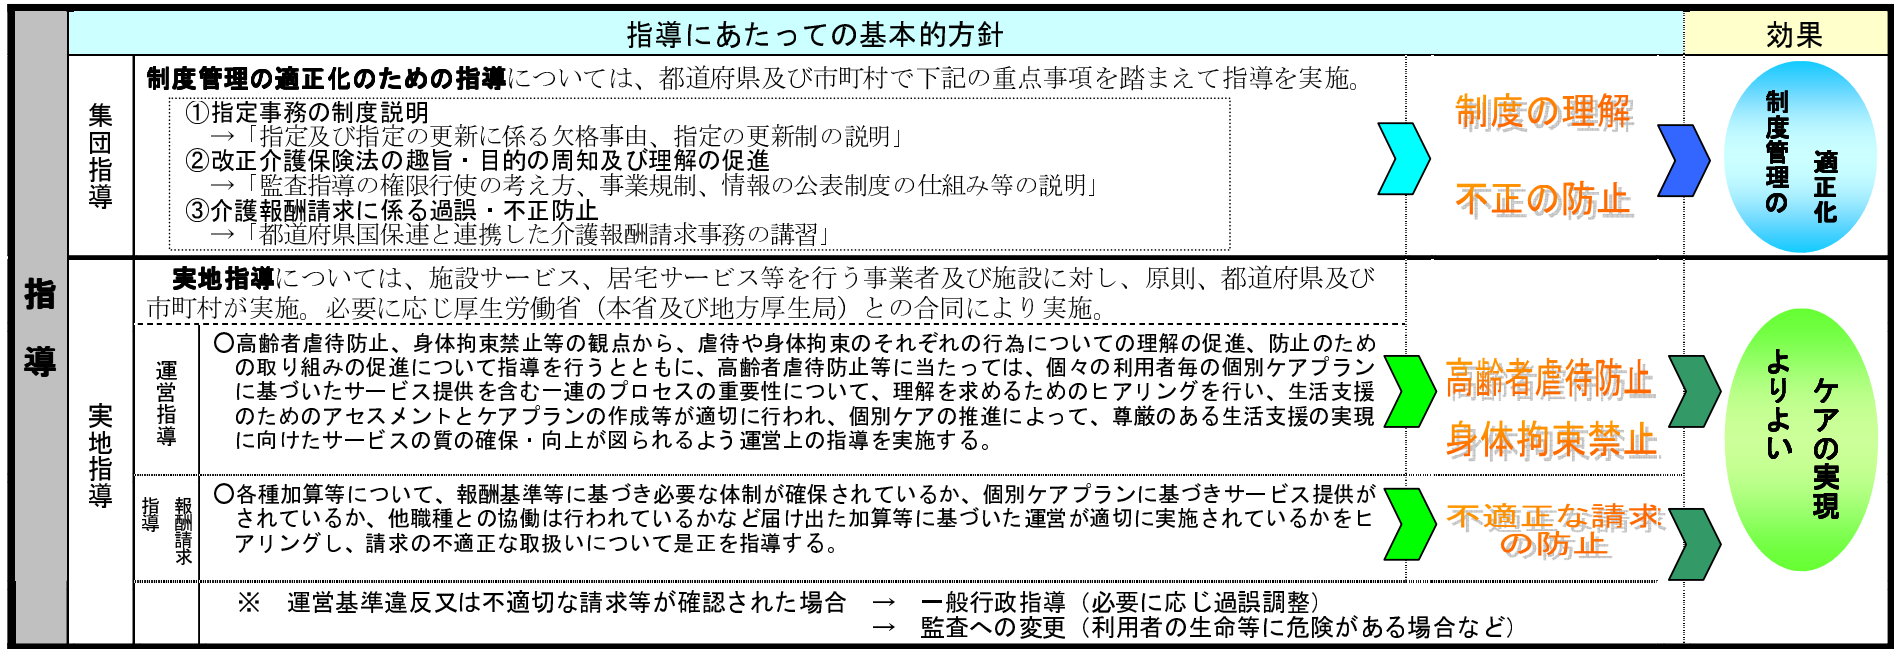 指導にあたっての基本的方針
効果
指導
集団指導
制度管理の適正化のための指導については、都道府県及び市町村で下記の重点事項を踏まえて指導を実施。
①指定事務の制度説明
→「指定及び指定の更新に係る欠格事由、指定の更新制の説明」
②改正介護保険法の趣旨・目的の周知及び理解の促進
→「監査指導の権限行使の考え方、事業規制、情報の公表制度の仕組み等の説明」
③介護報酬請求に係る過誤・不正防止
→「都道府県国保連と連携した介護報酬請求事務の講習」
制度の理解
不正の防止
制度管理の
適正化
実地指導
実地指導については、施設サービス、居宅サービス等を行う事業者及び施設に対し、原則、都道府県及び
市町村が実施。必要に応じ厚生労働省（本省及び地方厚生局）との合同により実施。
運営指導
〇高齢者虐待防止、身体拘束禁止等の観点から、虐待や身体拘束のそれぞれの行為についての理解の促進、防止のため
の取り組みの促進について指導を行うとともに、高齢者虐待防止等に当たっては、個々の利用者毎の個別ケアプラン
に基づいたサービス提供を含む一連のプロセスの重要性について、理解を求めるためのヒアリングを行い、生活支援
のためのアセスメントとケアプランの作成等が適切に行われ、個別ケアの推進によって、尊厳のある生活支援の実現
に向けたサービスの質の確保・向上が図られるよう運営上の指導を実施する。
高齢者虐待防止
身体拘束禁止
よりよい
ケアの実現
報酬請求
指導
〇各種加算等について、報酬基準等に基づき必要な体制が確保されているか、個別ケアプランに基づきサービス提供が
されているか、他職種との協働は行われているかなど届け出た加算等に基づいた運営が適切に実施されているかをヒ
アリングし、請求の不適正な取扱いについて是正を指導する。
不適正な請求
の防止
※　運営基準違反又は不適切な請求等が確認された場合　→　一般行政指導（必要に応じ過誤調整）
→　監査への変更（利用者の生命等に危険がある場合など）